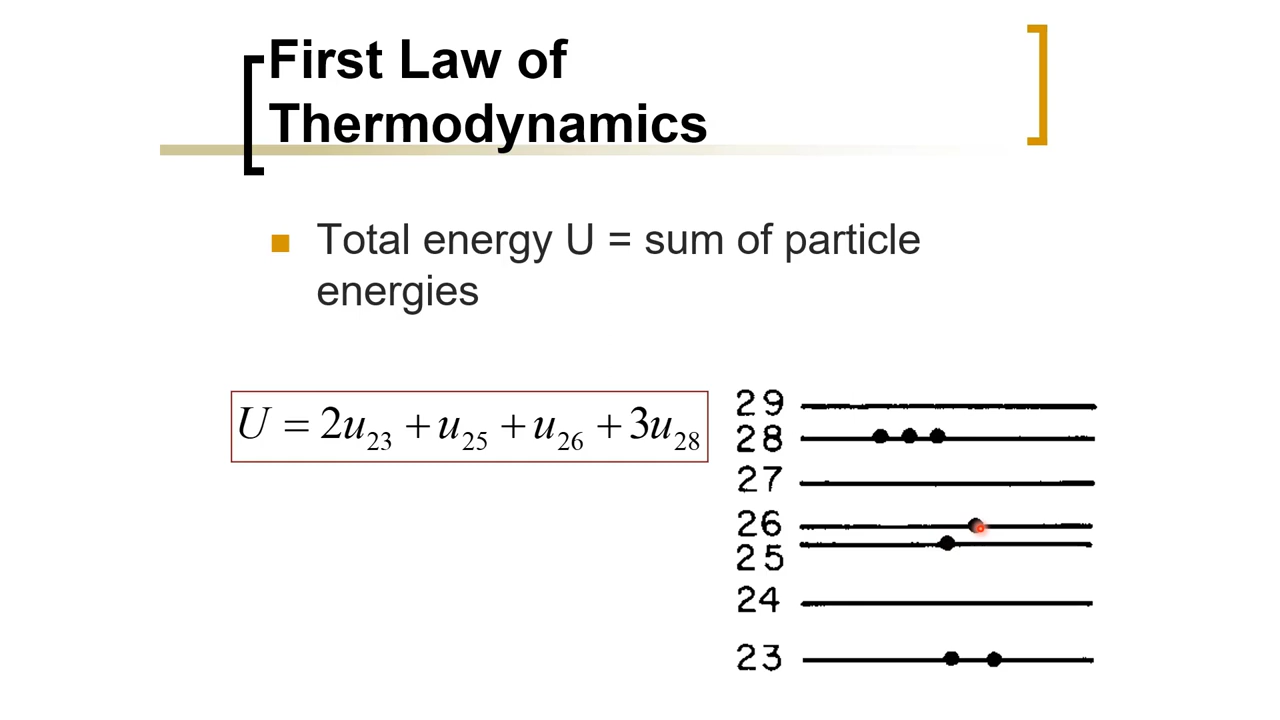 First Law of
Thermodynamics
Total energy U = sum of particle
energies
U = 2u₂₃ + u₂₅ + u₂₆ + 3u₂₈
29
28
27
26
25
24
23